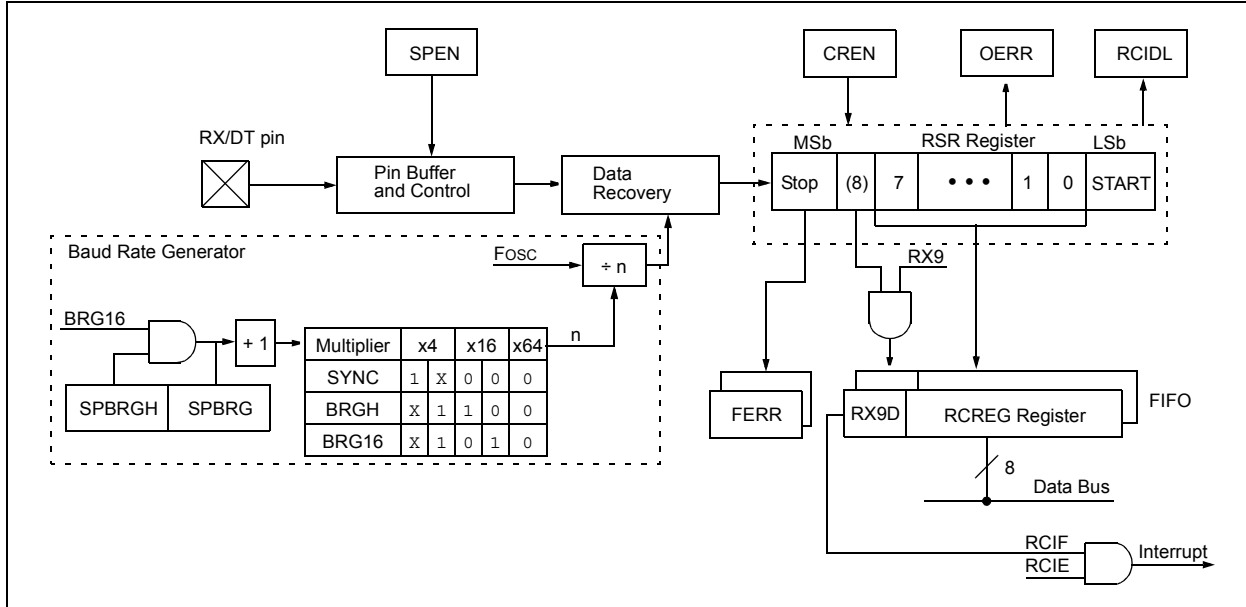 SPEN
CREN
OERR
RCIDL
RX/DT pin
Pin Buffer
and Control
Data
Recovery
MSb
RSR Register
LSb
Stop (8) 7 • • • 1 0 START
Baud Rate Generator
FOSC
÷ n
RX9
BRG16
+ 1
n
Multiplier x4 x16 x64
SYNC 1 X 0 0 0
BRGH X 1 1 0 0
BRG16 X 1 0 1 0
SPBRGH SPBRG
FERR
RX9D
RCREG Register
FIFO
8
Data Bus
RCIF
RCIE
Interrupt